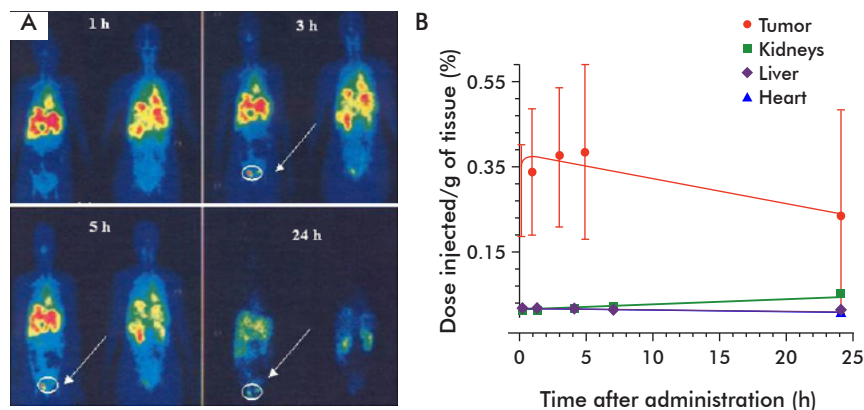 A
1 h
3 h
5 h
24 h
B
Tumor
Kidneys
Liver
Heart
Dose injected/g of tissue (%)
0.55
0.35
0.15
0 5 10 15 20 25
Time after administration (h)